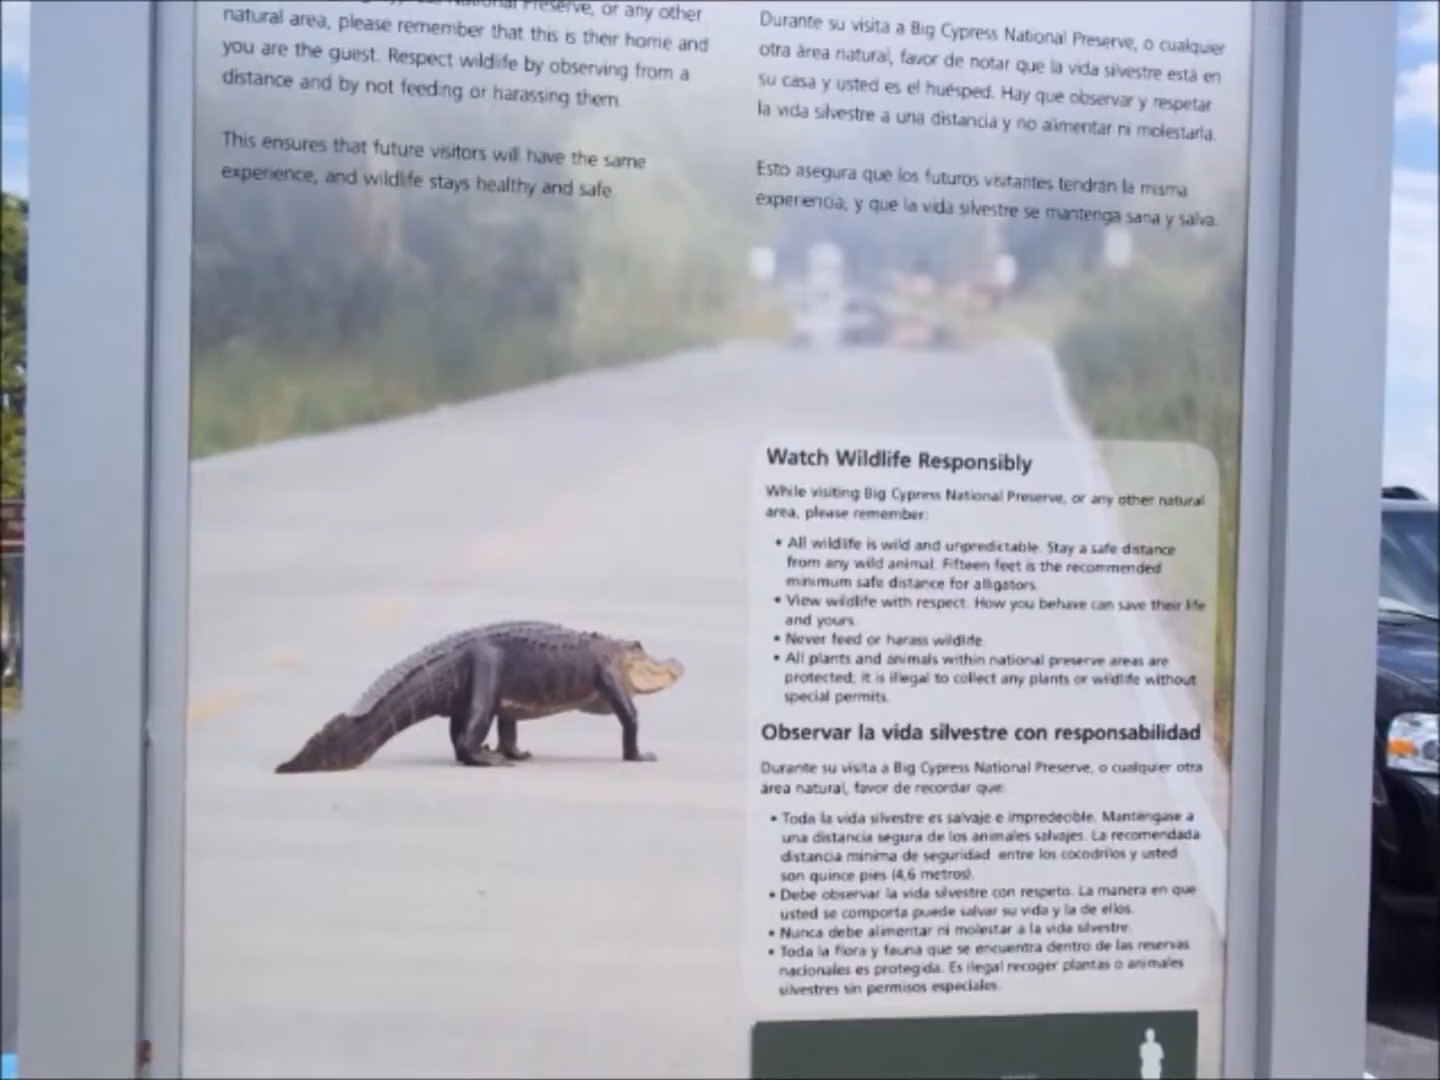 National Preserve, or any other
natural area, please remember that this is their home and
you are the guest. Respect wildlife by observing from a
distance and by not feeding or harassing them.
This ensures that future visitors will have the same
experience, and wildlife stays healthy and safe.
Durante su visita a Big Cypress National Preserve, o cualquier
otra área natural, favor de notar que la vida silvestre está en
su casa y usted es el huésped. Hay que observar y respetar
la vida silvestre a una distancia y no alimentar ni molestarla.
Esto asegura que los futuros visitantes tendrán la misma
experiencia, y que la vida silvestre se mantenga sana y salva.
Watch Wildlife Responsibly
While visiting Big Cypress National Preserve, or any other natural
area, please remember:
• All wildlife is wild and unpredictable. Stay a safe distance
from any wild animal. Fifteen feet is the recommended
minimum safe distance for alligators.
• View wildlife with respect. How you behave can save their life
and yours.
• Never feed or harass wildlife.
• All plants and animals within national preserve areas are
protected; it is illegal to collect any plants or wildlife without
special permits.
Observar la vida silvestre con responsabilidad
Durante su visita a Big Cypress National Preserve, o cualquier otra
área natural, favor de recordar que:
• Toda la vida silvestre es salvaje e impredecible. Manténgase a
una distancia segura de los animales salvajes. La recomendada
distancia mínima de seguridad entre los cocodrilos y usted
son quince pies (4,6 metros).
• Debe observar la vida silvestre con respeto. La manera en que
usted se comporta puede salvar su vida y la de ellos.
• Nunca debe alimentar ni molestar a la vida silvestre.
• Toda la flora y fauna que se encuentra dentro de las reservas
nacionales es protegida. Es ilegal recoger plantas o animales
silvestres sin permisos especiales.